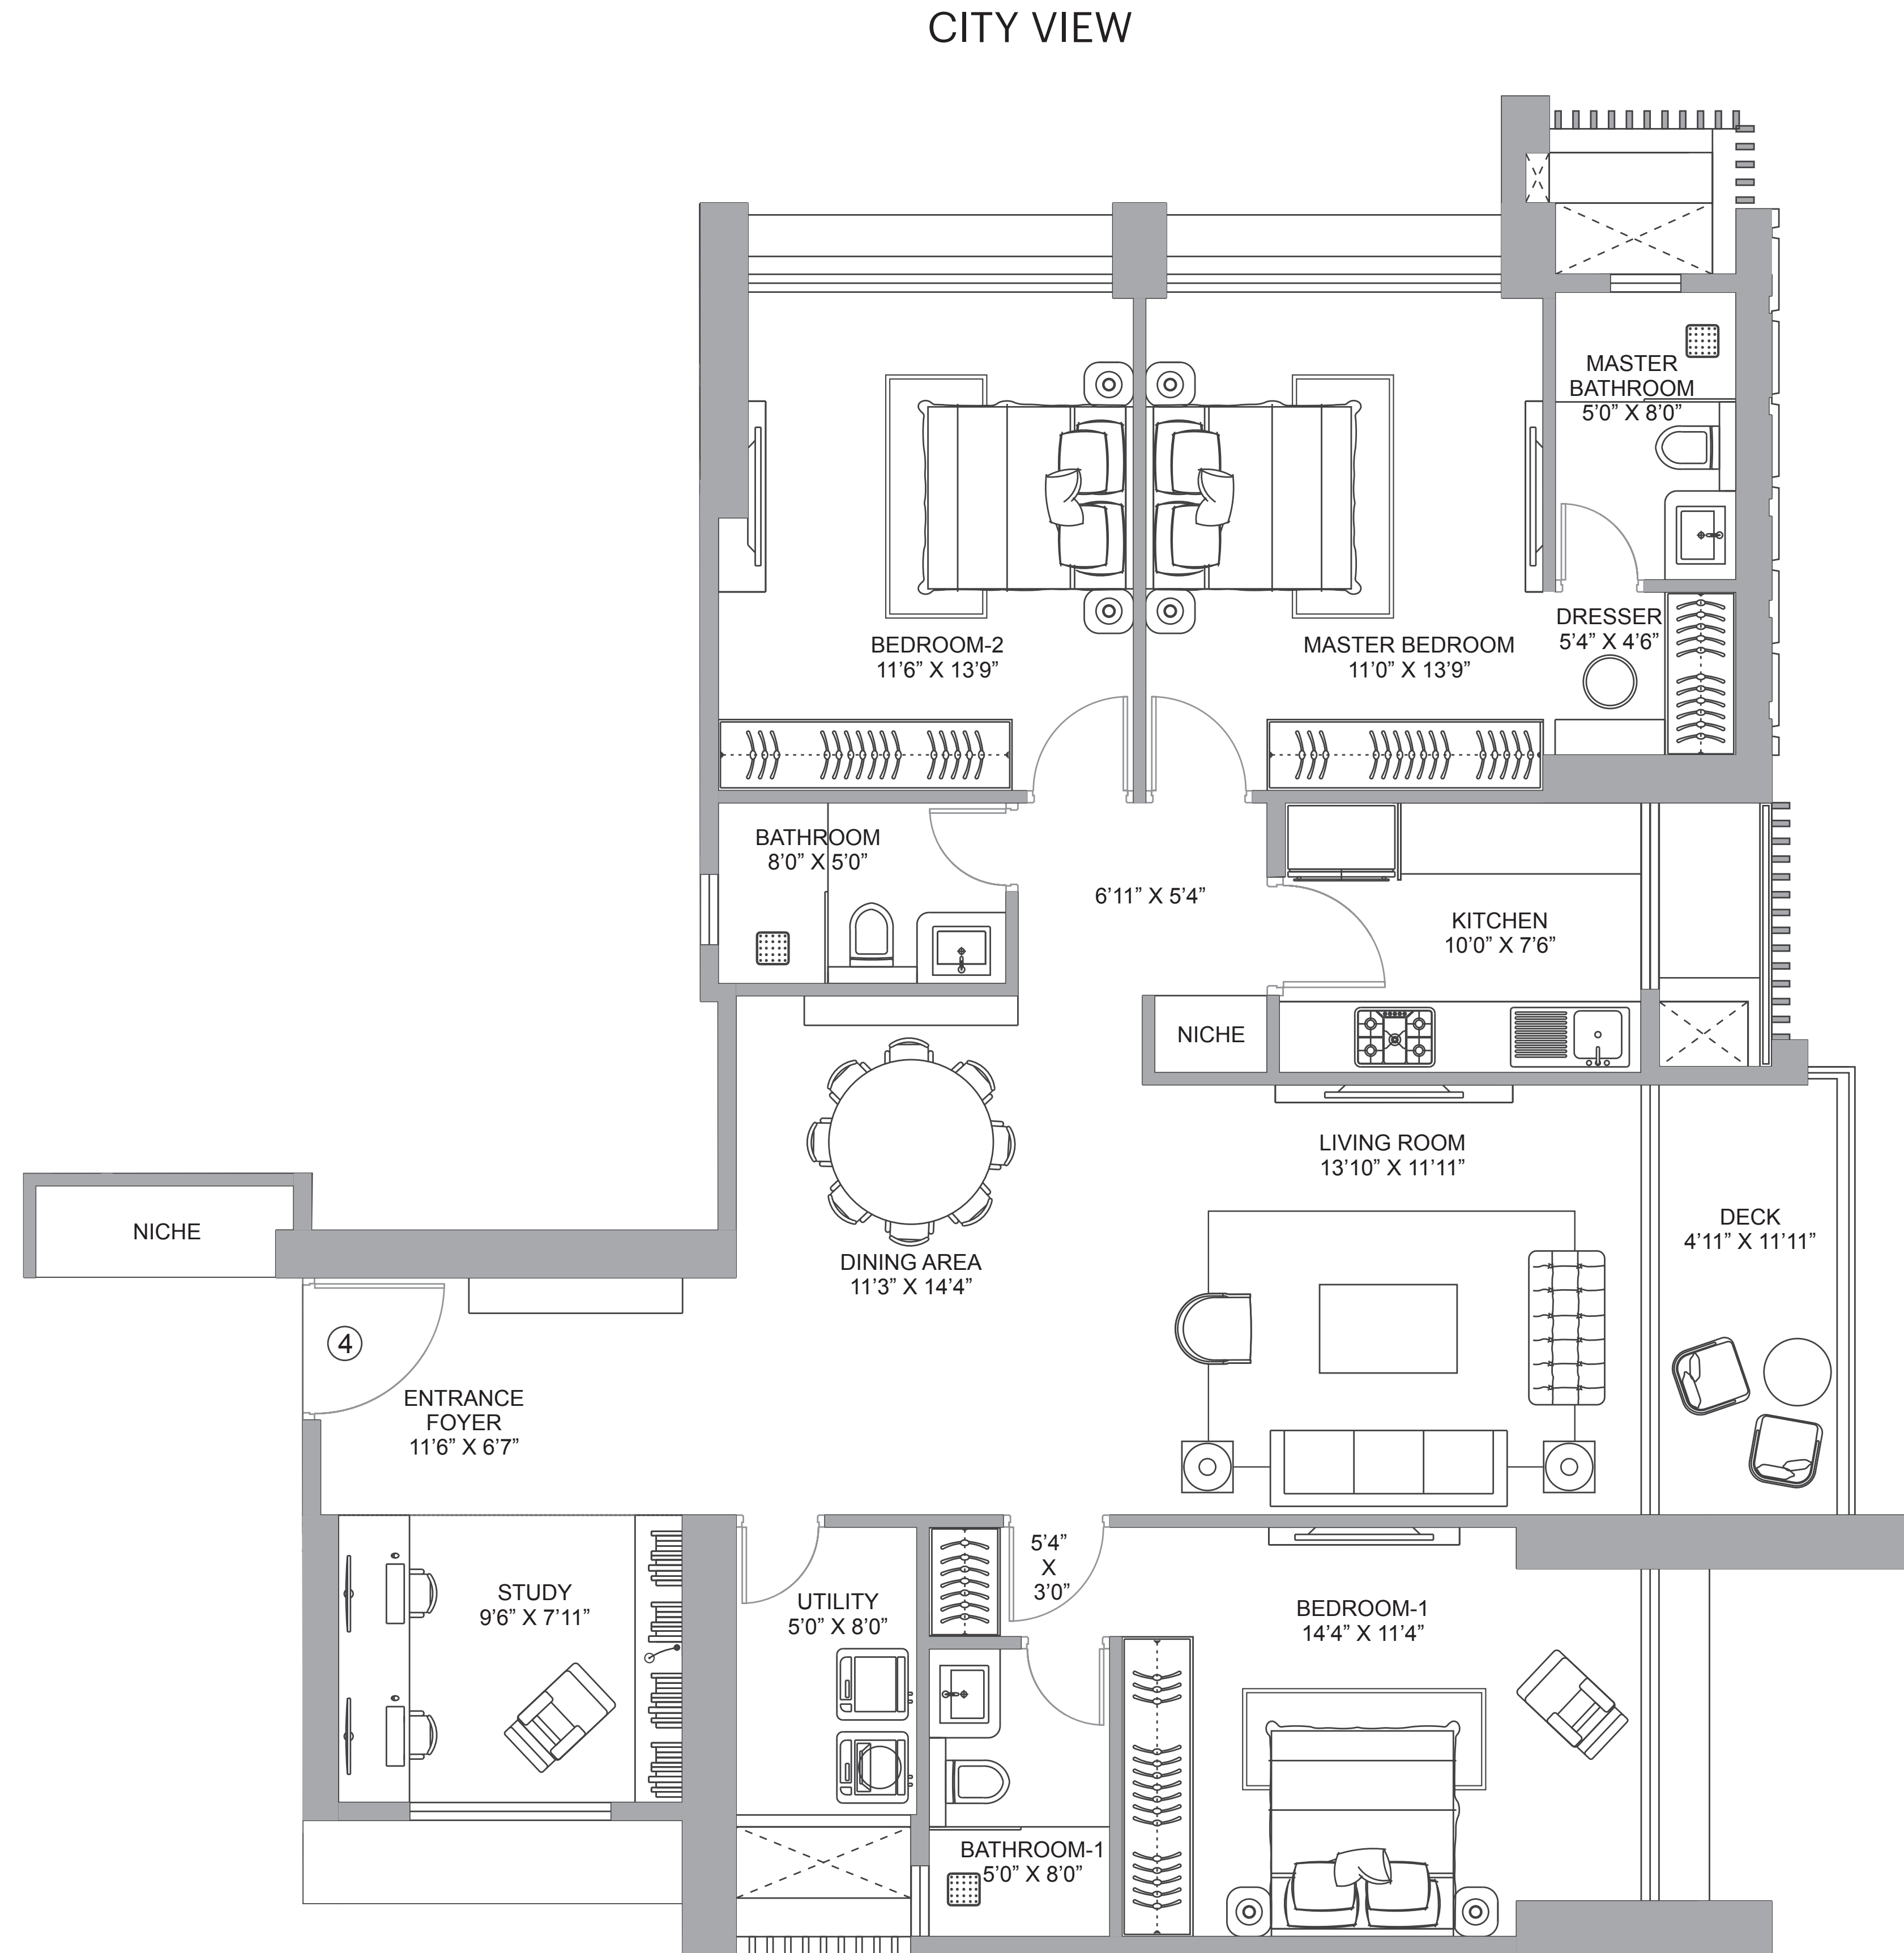 CITY VIEW
MASTER
BATHROOM
5'0” X 8'0”
DRESSER
5'4” X 4'6”
BEDROOM-2
11'6” X 13'9”
MASTER BEDROOM
11'0” X 13'9”
BATHROOM
8'0” X 5'0”
6'11” X 5'4”
KITCHEN
10'0” X 7'6”
NICHE
LIVING ROOM
13'10” X 11'11”
NICHE
DECK
4'11” X 11'11”
DINING AREA
11'3” X 14'4”
4
ENTRANCE
FOYER
11'6” X 6'7”
5'4”
X
3'0”
STUDY
9'6” X 7'11”
UTILITY
5'0” X 8'0”
BEDROOM-1
14'4” X 11'4”
BATHROOM-1
5'0” X 8'0”